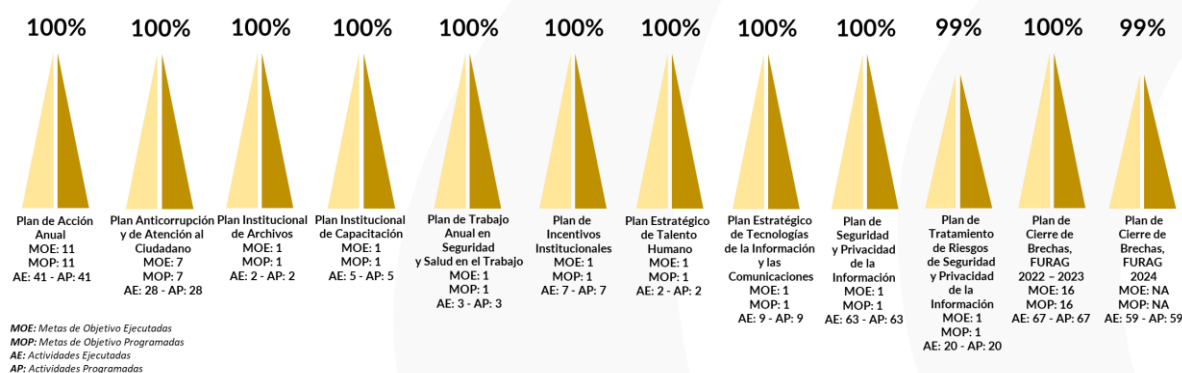 100%
100%
100%
100%
100%
100%
100%
100%
100%
99%
100%
99%
Plan de Acción
Anual
MOE: 11
MOP: 11
AE: 41 - AP: 41
Plan Anticorrupción
y de Atención al
Ciudadano
MOE: 7
MOP: 7
AE: 28 - AP: 28
Plan Institucional
de Archivos
MOE: 1
MOP: 1
AE: 2 - AP: 2
Plan Institucional
de Capacitación
MOE: 1
MOP: 1
AE: 5 - AP: 5
Plan de Trabajo
Anual en
Seguridad
y Salud en el Trabajo
MOE: 1
MOP: 1
AE: 3 - AP: 3
Plan de
Incentivos
Institucionales
MOE: 1
MOP: 1
AE: 7 - AP: 7
Plan Estratégico
de Talento
Humano
MOE: 1
MOP: 1
AE: 2 - AP: 2
Plan Estratégico
de Tecnologías
de la Información
y las
Comunicaciones
MOE: 1
MOP: 1
AE: 9 - AP: 9
Plan de
Seguridad
y Privacidad
de la
Información
MOE: 1
MOP: 1
AE: 63 - AP: 63
Plan de
Tratamiento
de Riesgos
de Seguridad
y Privacidad
de la
Información
MOE: 1
MOP: 1
AE: 20 - AP: 20
Plan de
Cierre de
Brechas,
FURAG
2022 – 2023
MOE: 16
MOP: 16
AE: 67 - AP: 67
Plan de
Cierre de
Brechas,
FURAG
2024
MOE: NA
MOP: NA
AE: 59 - AP: 59
MOE: Metas de Objetivo Ejecutadas
MOP: Metas de Objetivo Programadas
AE: Actividades Ejecutadas
AP: Actividades Programadas